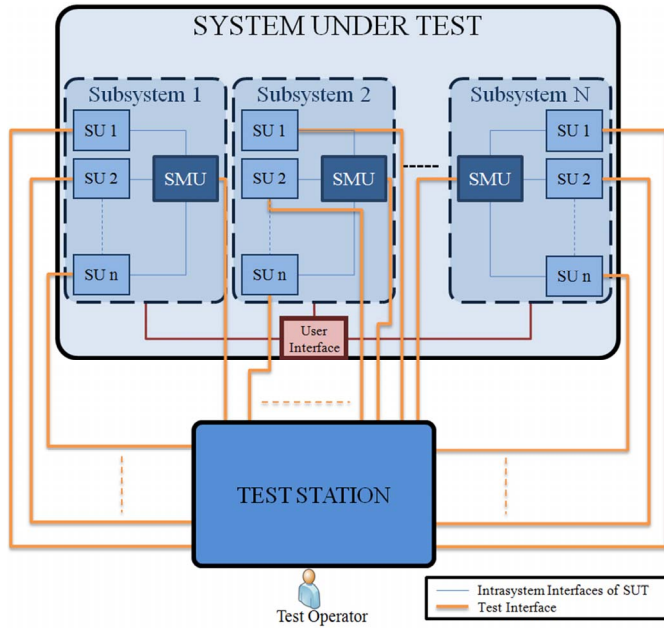 SYSTEM UNDER TEST
Subsystem 1
SU 1
SU 2
SMU
SU n
Subsystem 2
SU 1
SU 2
SMU
SU n
Subsystem N
SU 1
SMU
SU 2
SU n
User
Interface
TEST STATION
Test Operator
Intrasystem Interfaces of SUT
Test Interface